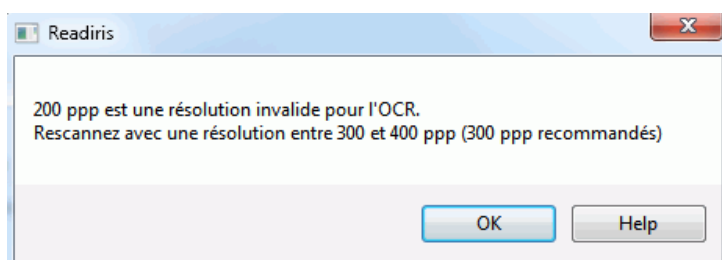 Readiris
200 ppp est une résolution invalide pour l'OCR.
Rescannez avec une résolution entre 300 et 400 ppp (300 ppp recommandés)
OK
Help